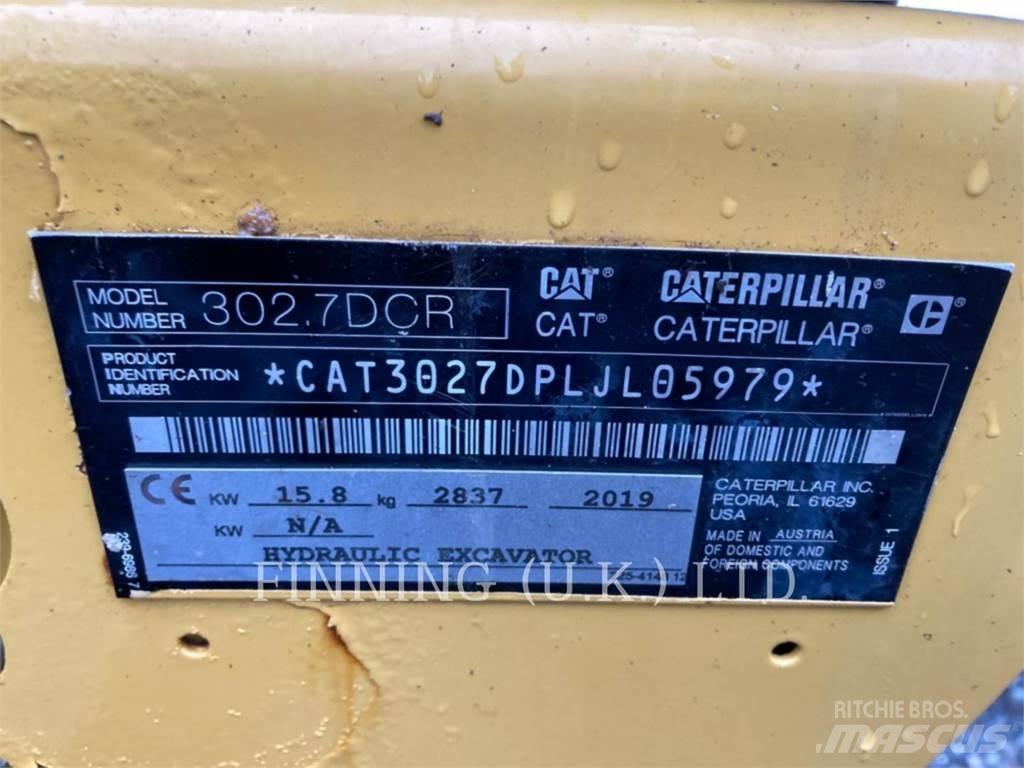 MODEL NUMBER 302.7DCR
CAT® CATERPILLAR®
CAT® CATERPILLAR®
PRODUCT IDENTIFICATION NUMBER *CAT3027DPLJL05979*
CE KW 15.8 kg 2837 2019
KW N/A
HYDRAULIC EXCAVATOR
CATERPILLAR INC.
PEORIA, IL 61629
USA
MADE IN AUSTRIA
OF DOMESTIC AND
FOREIGN COMPONENTS
ISSUE 1
FINNING (U.K.) LTD.
RITCHIE BROS.
MASCUS